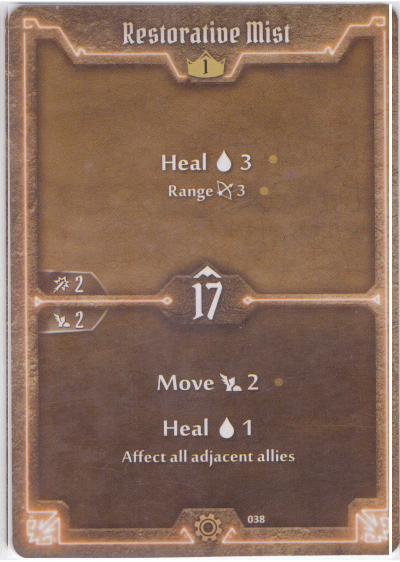 Restorative Mist
1
Heal 3
Range 3
2
17
2
Move 2
Heal 1
Affect all adjacent allies
038